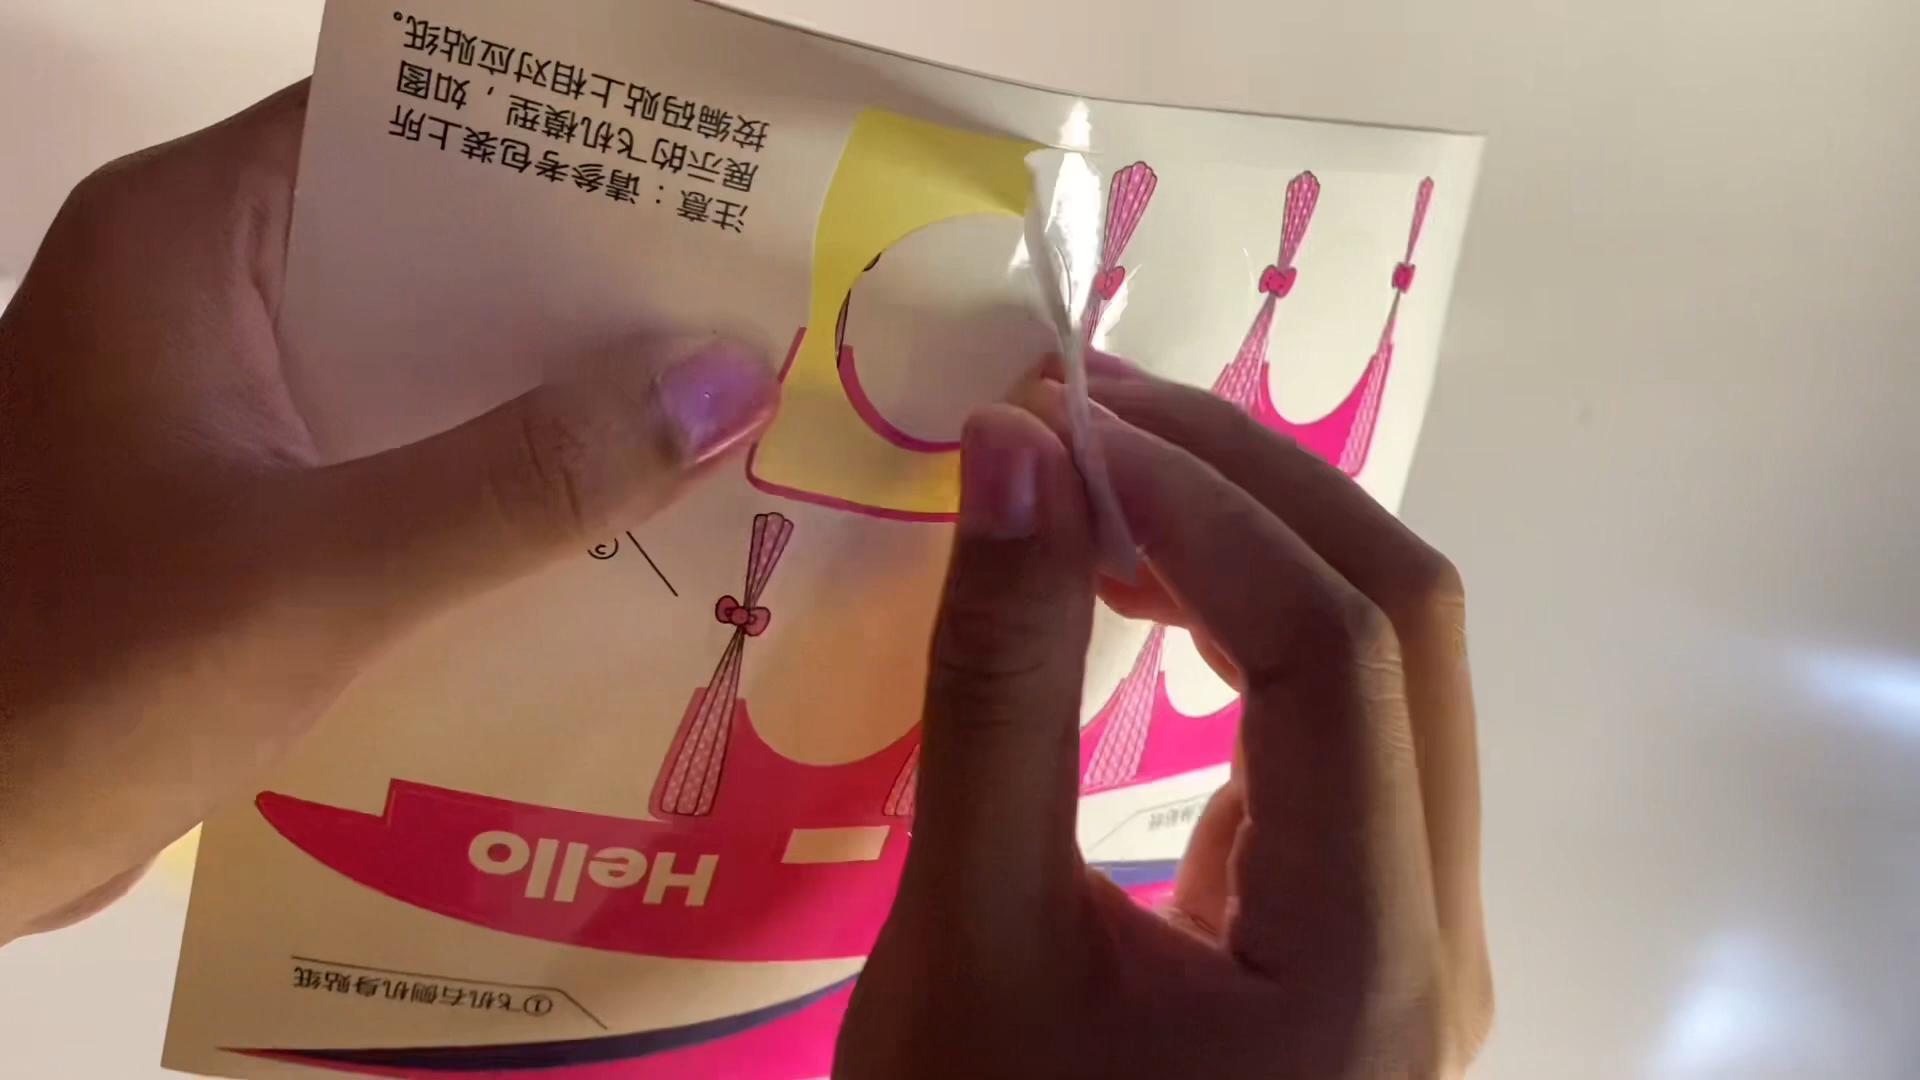 注意：请参考包装上所
展示的飞机模型，如图
按编码贴上相对应贴纸。
©
Hello
①飞机右侧机身贴纸